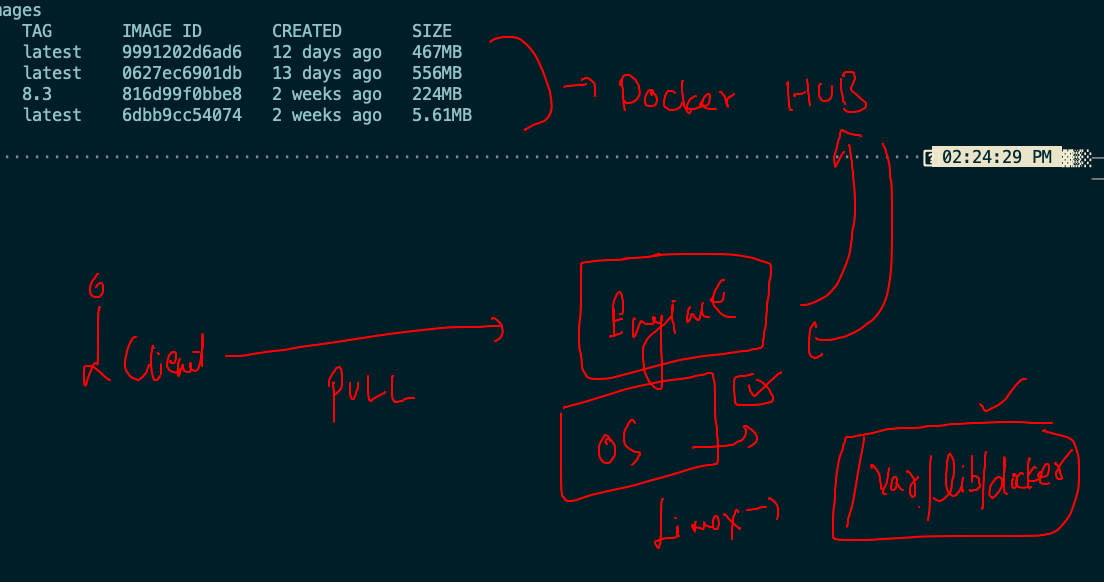 ages
TAG IMAGE ID CREATED SIZE
latest 9991202d6ad6 12 days ago 467MB
latest 0627ec6901db 13 days ago 556MB
8.3 816d99f0bbe8 2 weeks ago 224MB
latest 6dbb9cc54074 2 weeks ago 5.61MB
Docker HUB
02:24:29 PM
Engine
Client
PULL
OS
Var/lib/docker
Linux